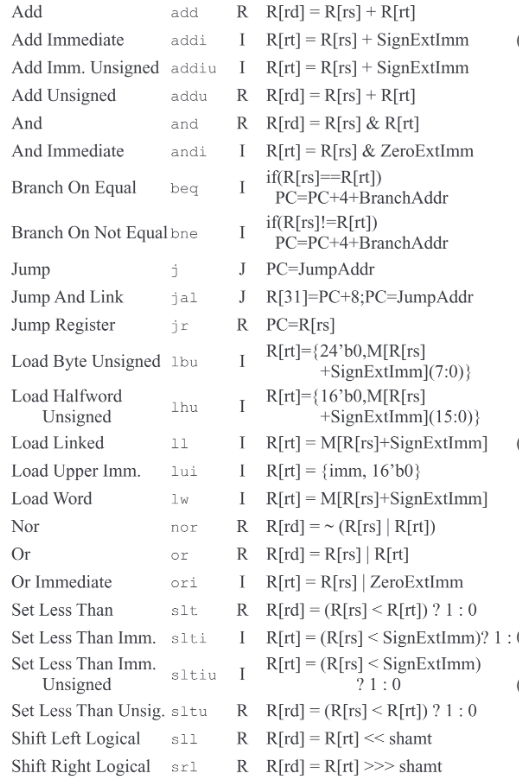 Add add R R[rd] = R[rs] + R[rt]
Add Immediate addi I R[rt] = R[rs] + SignExtImm (
Add Imm. Unsigned addiu I R[rt] = R[rs] + SignExtImm
Add Unsigned addu R R[rd] = R[rs] + R[rt]
And and R R[rd] = R[rs] & R[rt]
And Immediate andi I R[rt] = R[rs] & ZeroExtImm
Branch On Equal beq I if(R[rs]==R[rt])
PC=PC+4+BranchAddr
Branch On Not Equal bne I if(R[rs]!=R[rt])
PC=PC+4+BranchAddr
Jump j J PC=JumpAddr
Jump And Link jal J R[31]=PC+8;PC=JumpAddr
Jump Register jr R PC=R[rs]
Load Byte Unsigned lbu I R[rt]={24’b0,M[R[rs]
+SignExtImm](7:0)}
Load Halfword
Unsigned lhu I R[rt]={16’b0,M[R[rs]
+SignExtImm](15:0)}
Load Linked ll I R[rt] = M[R[rs]+SignExtImm] (
Load Upper Imm. lui I R[rt] = {imm, 16’b0}
Load Word lw I R[rt] = M[R[rs]+SignExtImm]
Nor nor R R[rd] = ~ (R[rs] | R[rt])
Or or R R[rd] = R[rs] | R[rt]
Or Immediate ori I R[rt] = R[rs] | ZeroExtImm
Set Less Than slt R R[rd] = (R[rs] < R[rt]) ? 1 : 0
Set Less Than Imm. slti I R[rt] = (R[rs] < SignExtImm)? 1 : 0
Set Less Than Imm.
Unsigned sltiu I R[rt] = (R[rs] < SignExtImm)
? 1 : 0 (
Set Less Than Unsig. sltu R R[rd] = (R[rs] < R[rt]) ? 1 : 0
Shift Left Logical sll R R[rd] = R[rt] << shamt
Shift Right Logical srl R R[rd] = R[rt] >>> shamt